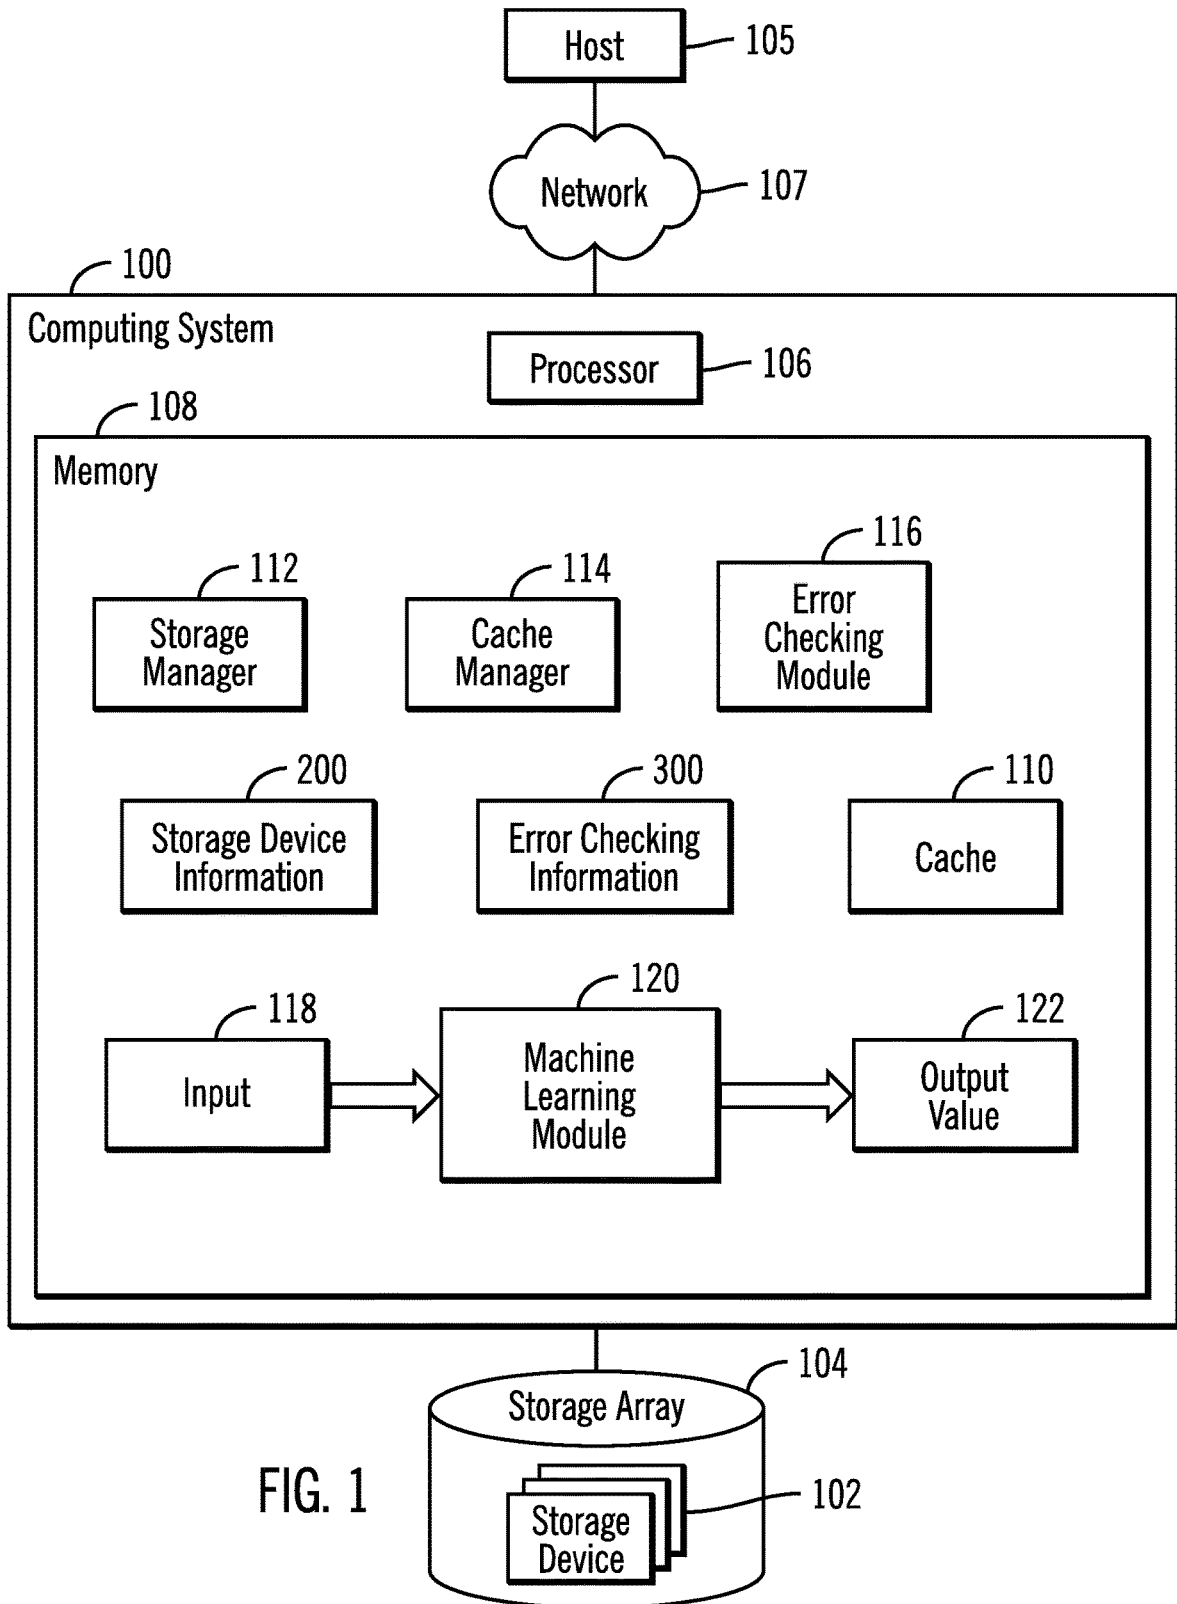 Host
105
Network
107
100
Computing System
Processor
106
108
Memory
112
Storage
Manager
114
Cache
Manager
116
Error
Checking
Module
200
Storage Device
Information
300
Error Checking
Information
110
Cache
118
Input
120
Machine
Learning
Module
122
Output
Value
104
Storage Array
102
Storage
Device
FIG. 1